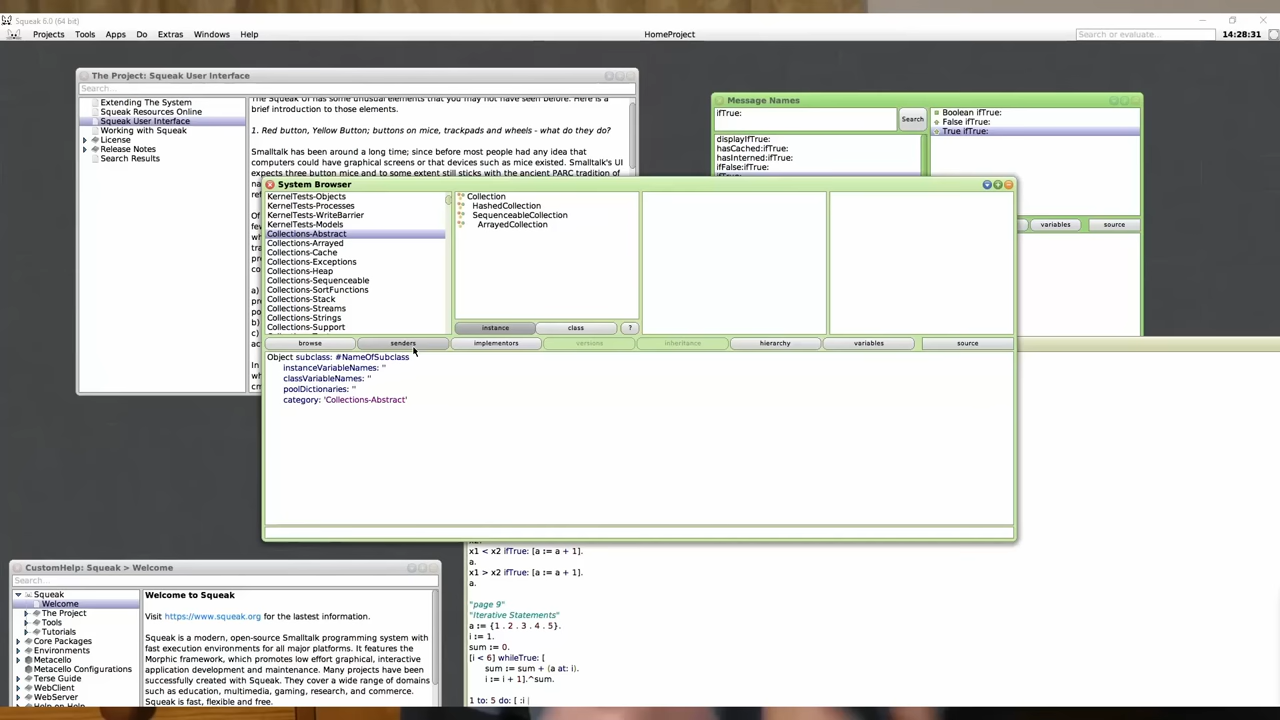 Squeak 6.0 (64 bit)
Projects Tools Apps Do Extras Windows Help HomeProject Search or evaluate... 14:28:31
The Project: Squeak User Interface
Search...
Extending The System
Squeak Resources Online
Squeak User Interface
Working with Squeak
License
Release Notes
Search Results
The Squeak UI has some unusual elements that you may not have seen before. Here is a
brief introduction to those elements.
1. Red button, Yellow Button; buttons on mice, trackpads and wheels - what do they do?
Smalltalk has been around a long time; since before most people had any idea that
computers could have graphical screens or that devices such as mice existed. Smalltalk's UI
expects three button mice and to some extent still sticks with the ancient PARC tradition of
Message Names
ifTrue:
Search
displayIfTrue:
hasCached:ifTrue:
hasInterned:ifTrue:
ifFalse:ifTrue:
Boolean ifTrue:
False ifTrue:
True ifTrue:
variables source
System Browser
KernelTests-Objects
KernelTests-Processes
KernelTests-WriteBarrier
KernelTests-Models
Collections-Abstract
Collections-Arrayed
Collections-Cache
Collections-Exceptions
Collections-Heap
Collections-Sequenceable
Collections-SortFunctions
Collections-Stack
Collections-Streams
Collections-Strings
Collections-Support
Collection
HashedCollection
SequenceableCollection
ArrayedCollection
instance class ?
browse senders implementors versions inheritance hierarchy variables source
Object subclass: #NameOfSubclass
instanceVariableNames: ''
classVariableNames: ''
poolDictionaries: ''
category: 'Collections-Abstract'
x1 < x2 ifTrue: [a := a + 1].
a.
x1 > x2 ifTrue: [a := a + 1].
a.
"page 9"
"Iterative Statements"
a := {1 . 2 . 3 . 4 . 5}.
i := 1.
sum := 0.
[i < 6] whileTrue: [
sum := sum + (a at: i).
i := i + 1].^sum.
1 to: 5 do: [ :i |
CustomHelp: Squeak > Welcome
Search...
Squeak
Welcome
The Project
Tools
Tutorials
Core Packages
Environments
Metacello
Metacello Configurations
Terse Guide
WebClient
WebServer
Help on Help
Welcome to Squeak
Visit https://www.squeak.org for the lastest information.
Squeak is a modern, open-source Smalltalk programming system with
fast execution environments for all major platforms. It features the
Morphic framework, which promotes low effort graphical, interactive
application development and maintenance. Many projects have been
successfully created with Squeak. They cover a wide range of domains
such as education, multimedia, gaming, research, and commerce.
Squeak is fast, flexible and free.